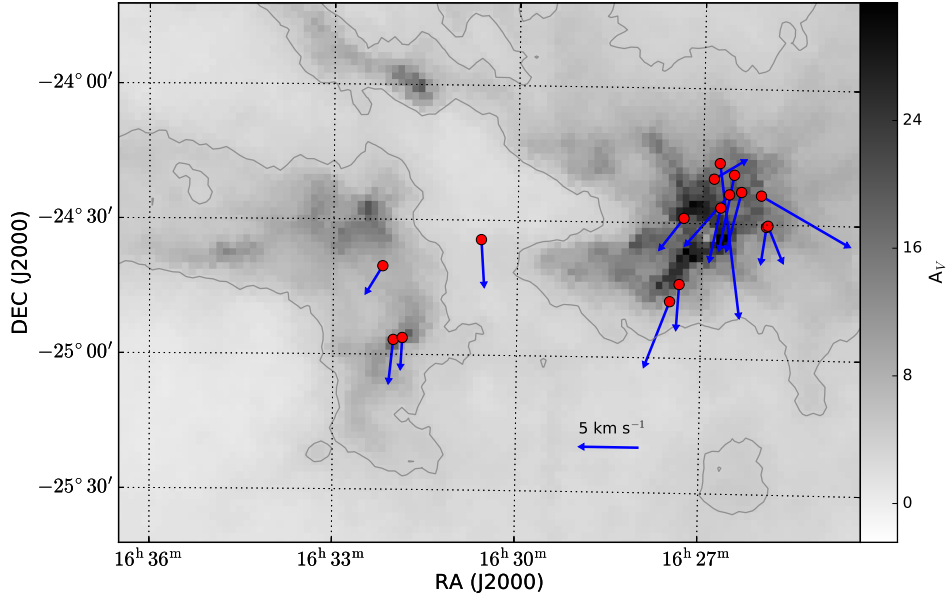 −24° 00′
−24° 30′
−25° 00′
−25° 30′
DEC (J2000)
5 km s⁻¹
16ʰ 36ᵐ
16ʰ 33ᵐ
16ʰ 30ᵐ
16ʰ 27ᵐ
RA (J2000)
24
16
8
0
A_V